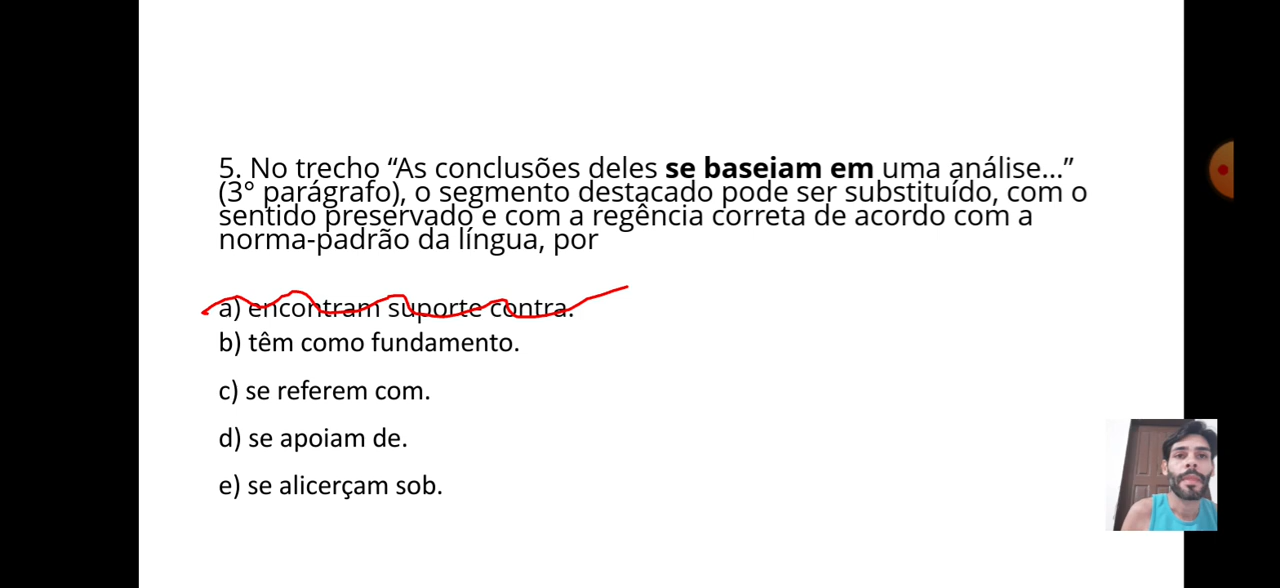 5. No trecho “As conclusões deles se baseiam em uma análise...”
(3° parágrafo), o segmento destacado pode ser substituído, com o
sentido preservado e com a regência correta de acordo com a
norma-padrão da língua, por
a) encontram suporte contra.
b) têm como fundamento.
c) se referem com.
d) se apoiam de.
e) se alicerçam sob.